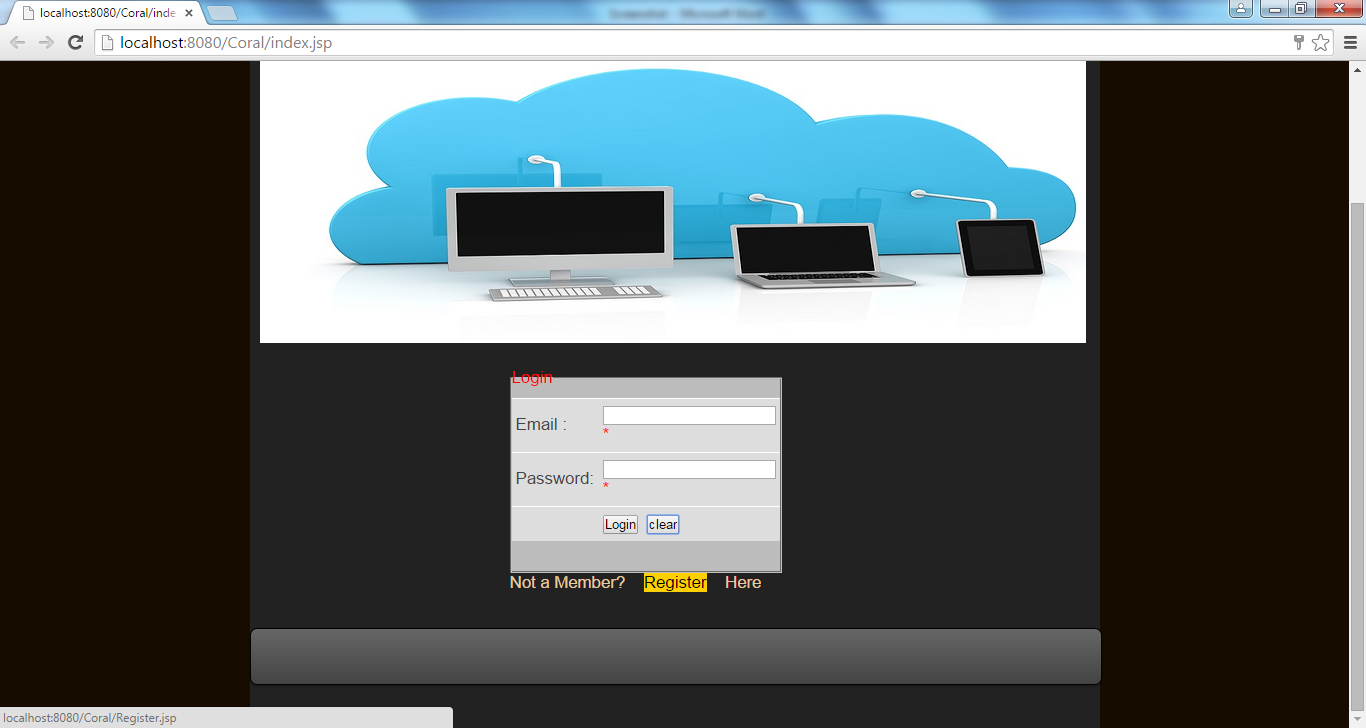 localhost:8080/Coral/inde
localhost:8080/Coral/index.jsp
Login
Email :
*
Password:
*
Login clear
Not a Member? Register Here
localhost:8080/Coral/Register.jsp